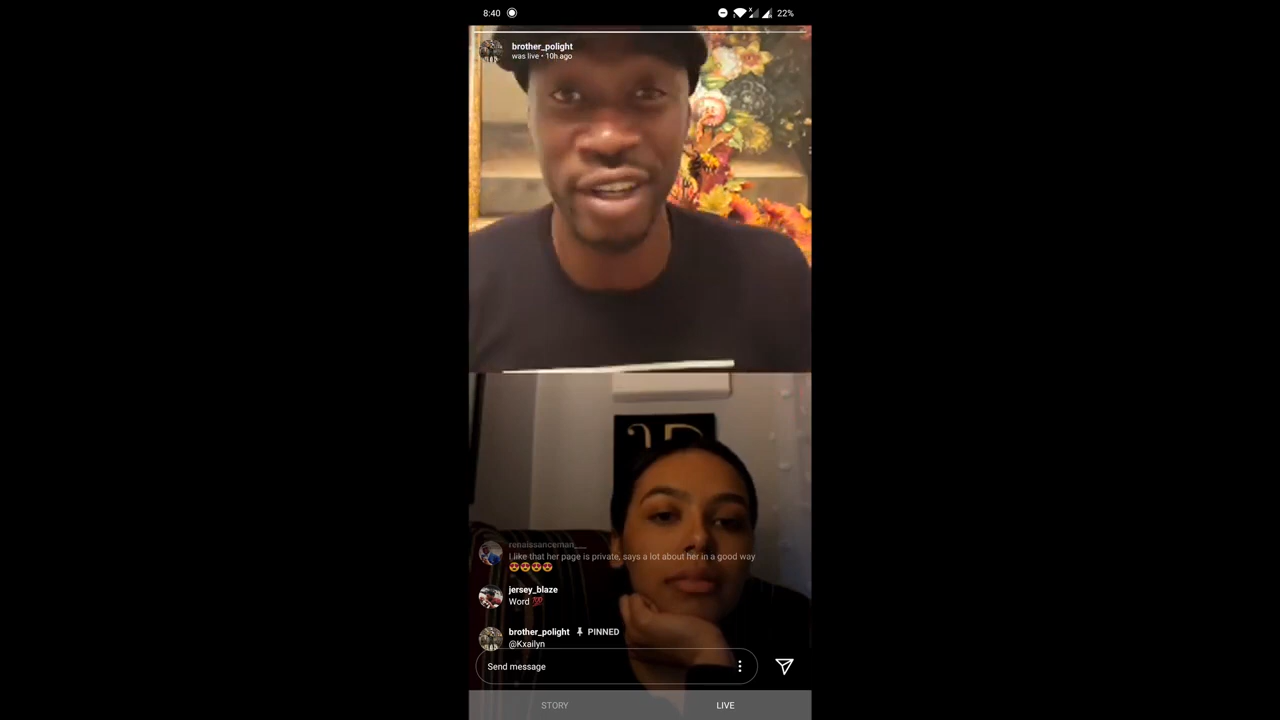 8:40
22%
brother_polight
was live • 10h ago
renaissanceman___
I like that her page is private, says a lot about her in a good way
😍😍😍😍
jersey_blaze
Word 💯
brother_polight PINNED
@Kxailyn
Send message
STORY LIVE